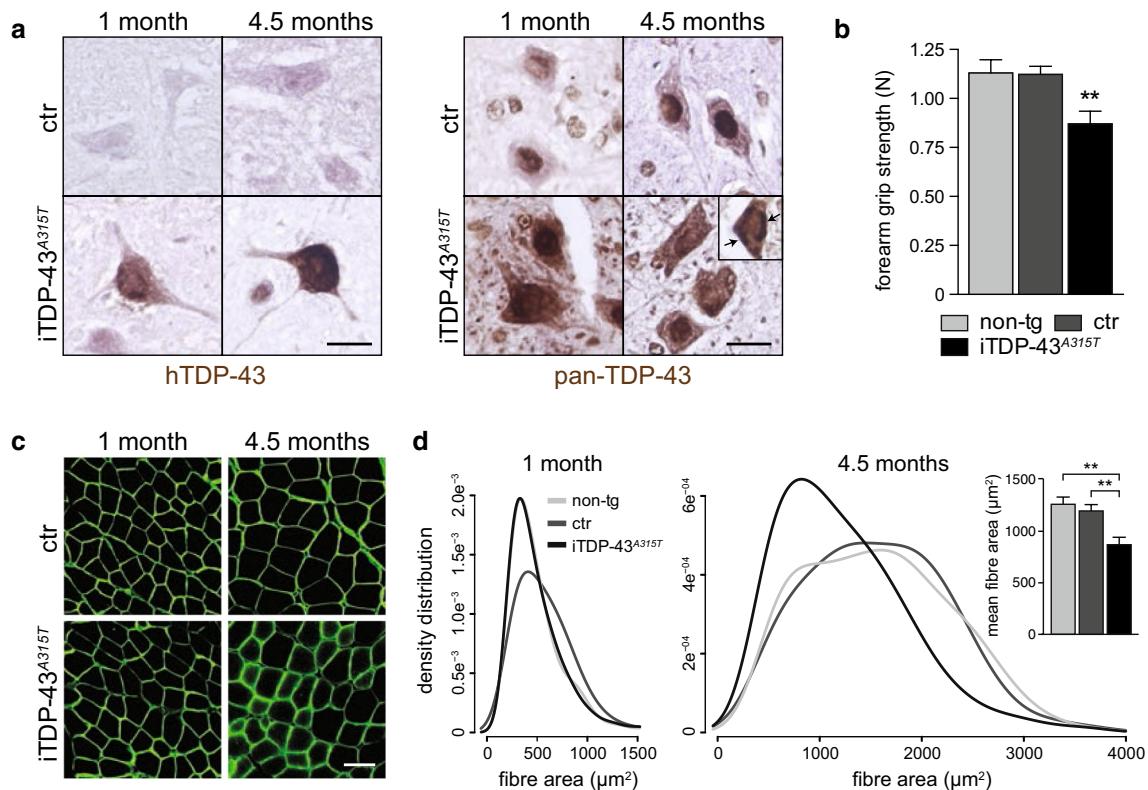 a
1 month
4.5 months
1 month
4.5 months
ctr
iTDP-43A315T
ctr
iTDP-43A315T
hTDP-43
pan-TDP-43
b
forearm grip strength (N)
1.25
1.00
0.75
0.50
0.25
0
**
non-tg
ctr
iTDP-43A315T
c
1 month
4.5 months
ctr
iTDP-43A315T
d
1 month
density distribution
2.0e-3
1.5e-3
1.0e-3
0.5e-3
0
non-tg
ctr
iTDP-43A315T
0
500
1000
1500
fibre area (µm2)
4.5 months
6e-04
4e-04
2e-04
0
0
1000
2000
3000
4000
fibre area (µm2)
mean fibre area (µm2)
1500
1000
500
0
**
**